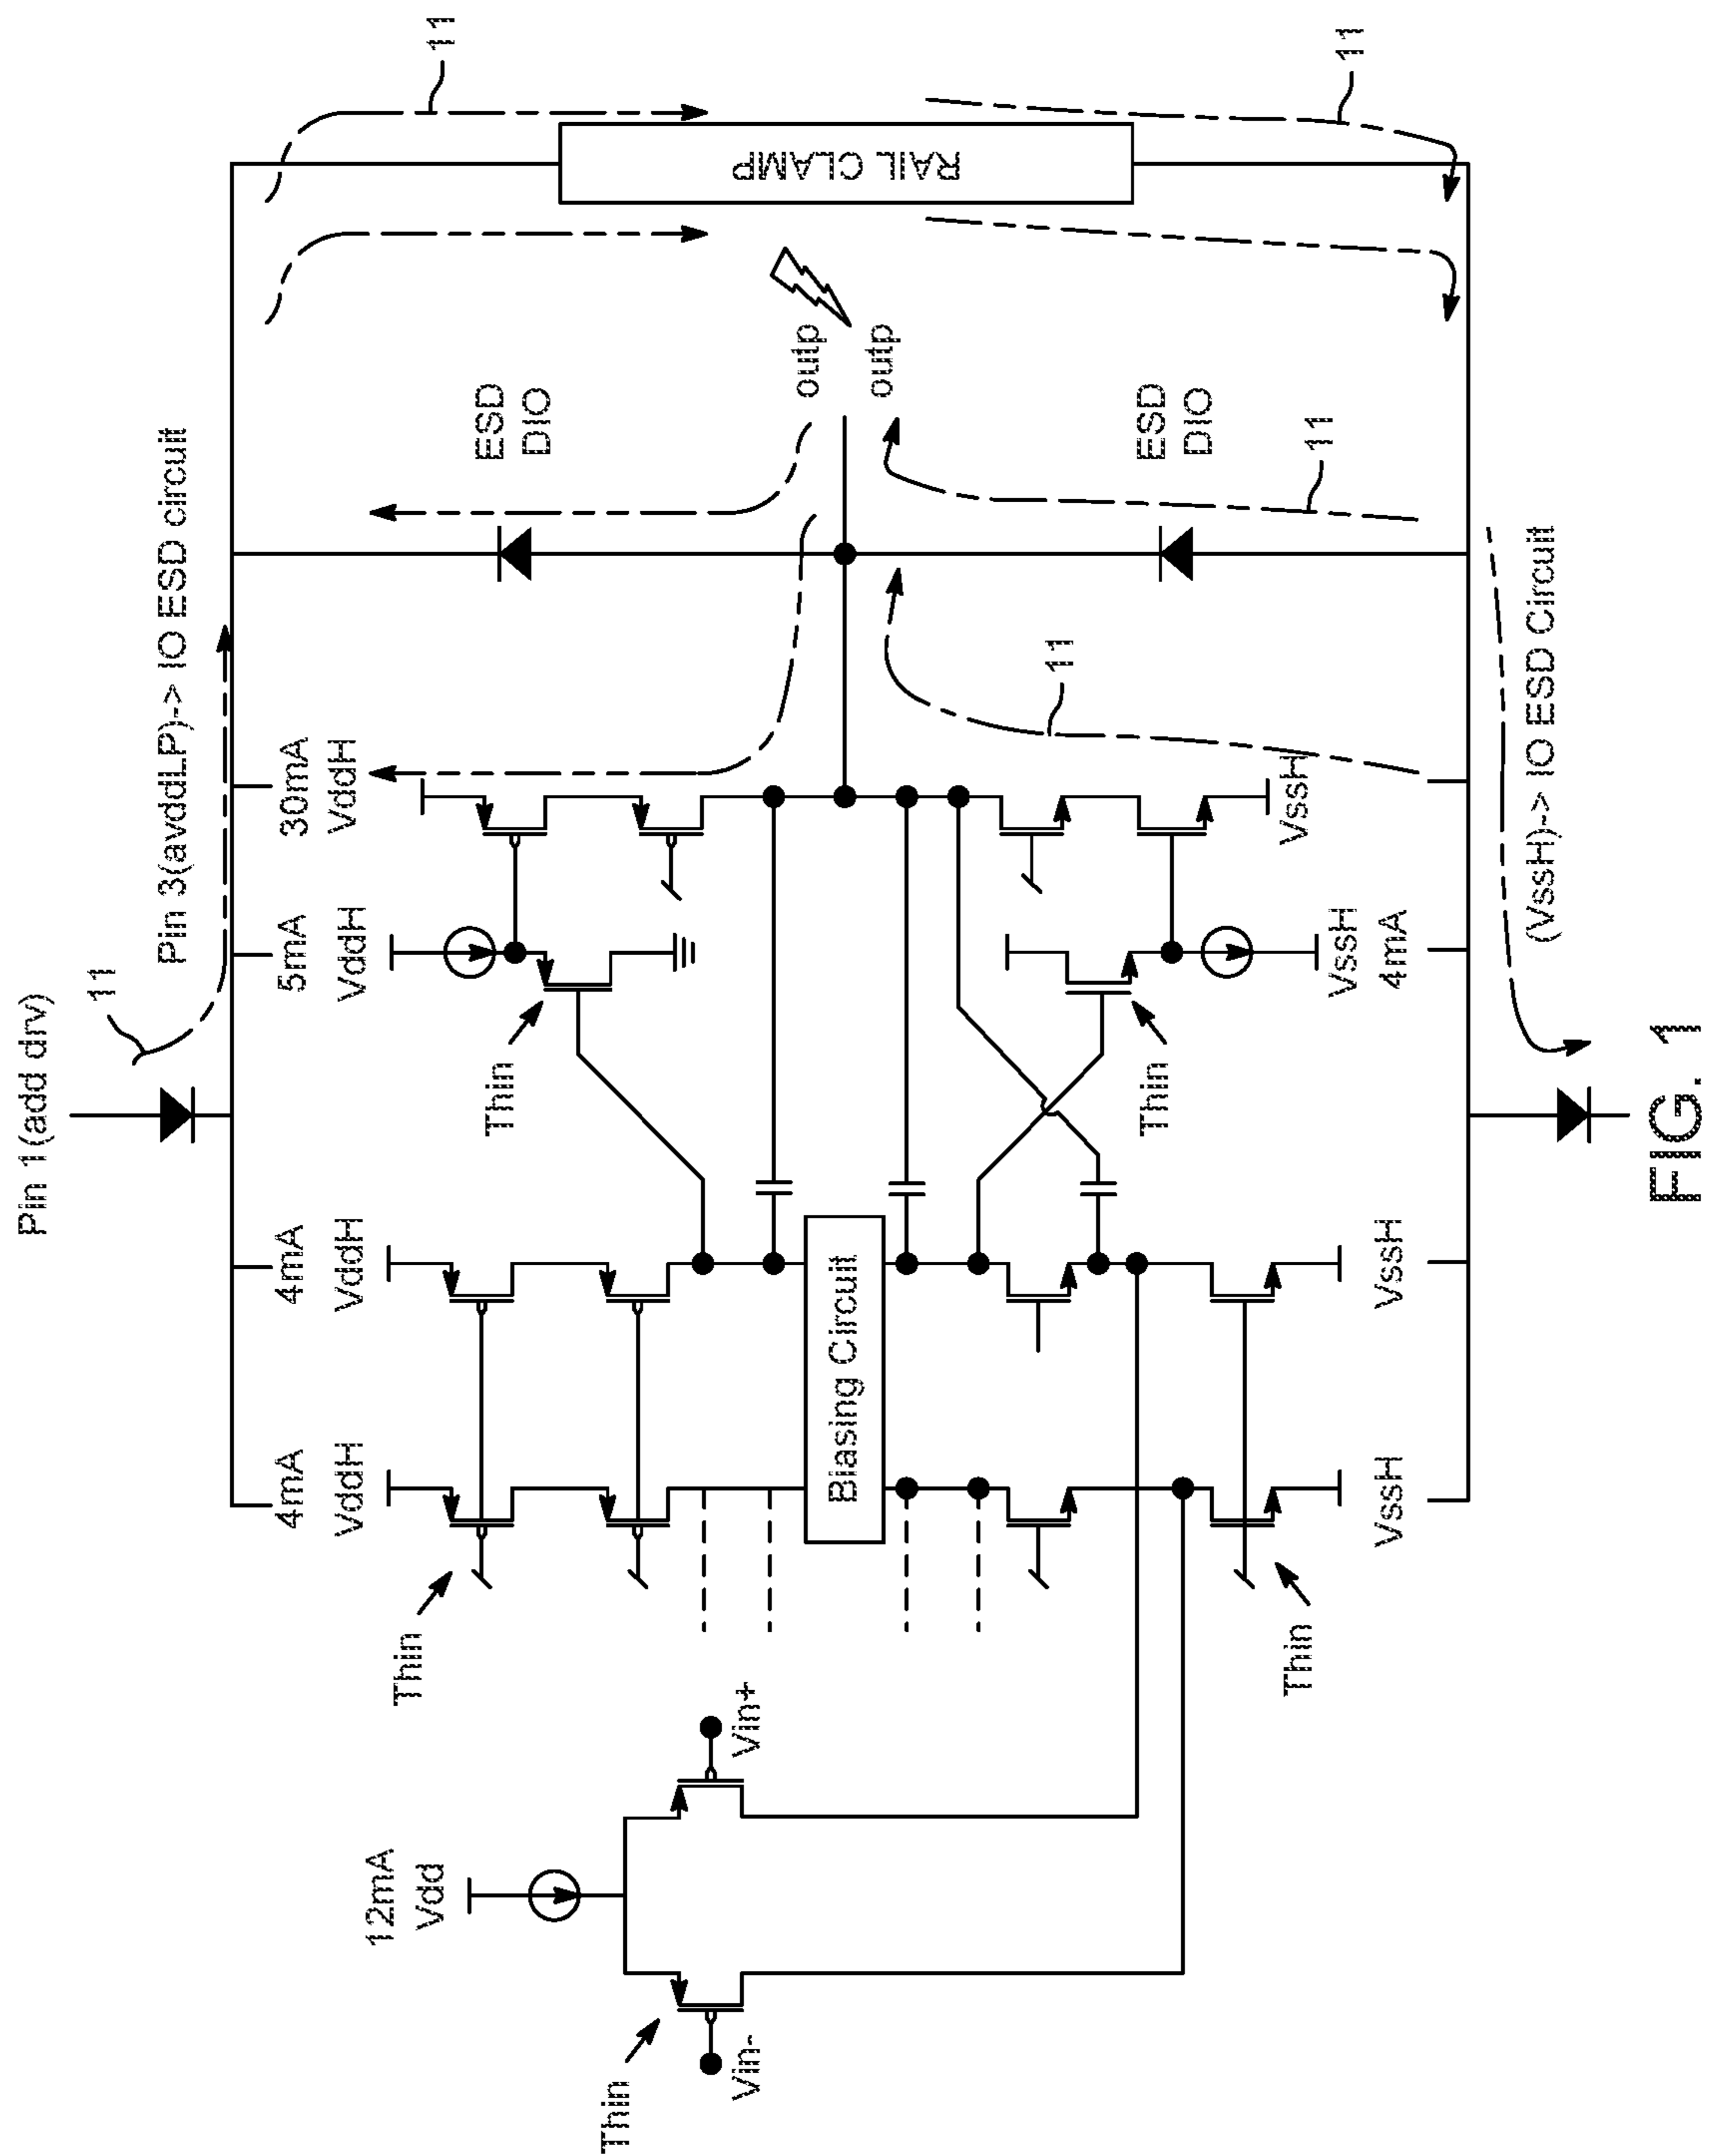 Pin 1(add drv)
11
Pin 3(avddLP)-> IO ESD circuit
11
4mA
VddH
4mA
VddH
5mA
VddH
30mA
VddH
12mA
Vdd
Thin
Thin
ESD
DIO
Thin
Vin-
Vin+
Biasing Circuit
outp
outp
RAIL CLAMP
11
Thin
ESD
DIO
11
Thin
VssH
VssH
VssH
4mA
VssH
11
(VssH)-> IO ESD Circuit
FIG. 1